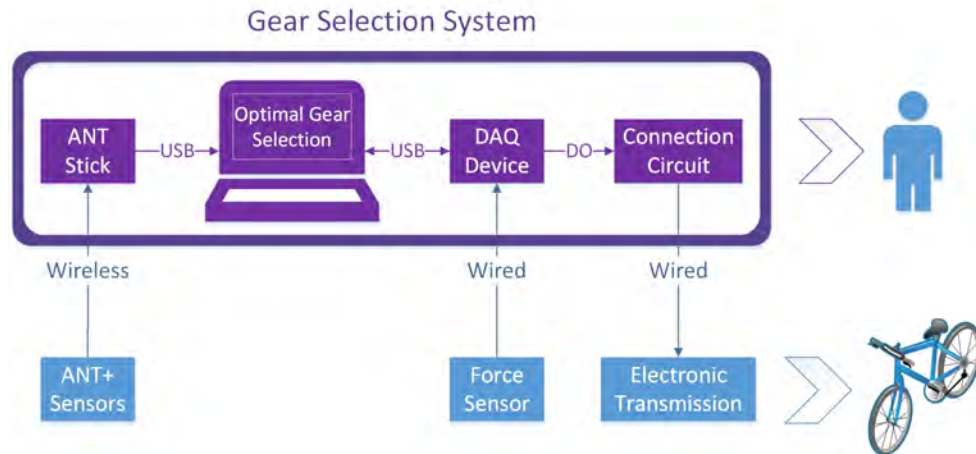 Gear Selection System
ANT
Stick
USB
Optimal Gear
Selection
USB
DAQ
Device
DO
Connection
Circuit
Wireless
Wired
Wired
ANT+
Sensors
Force
Sensor
Electronic
Transmission